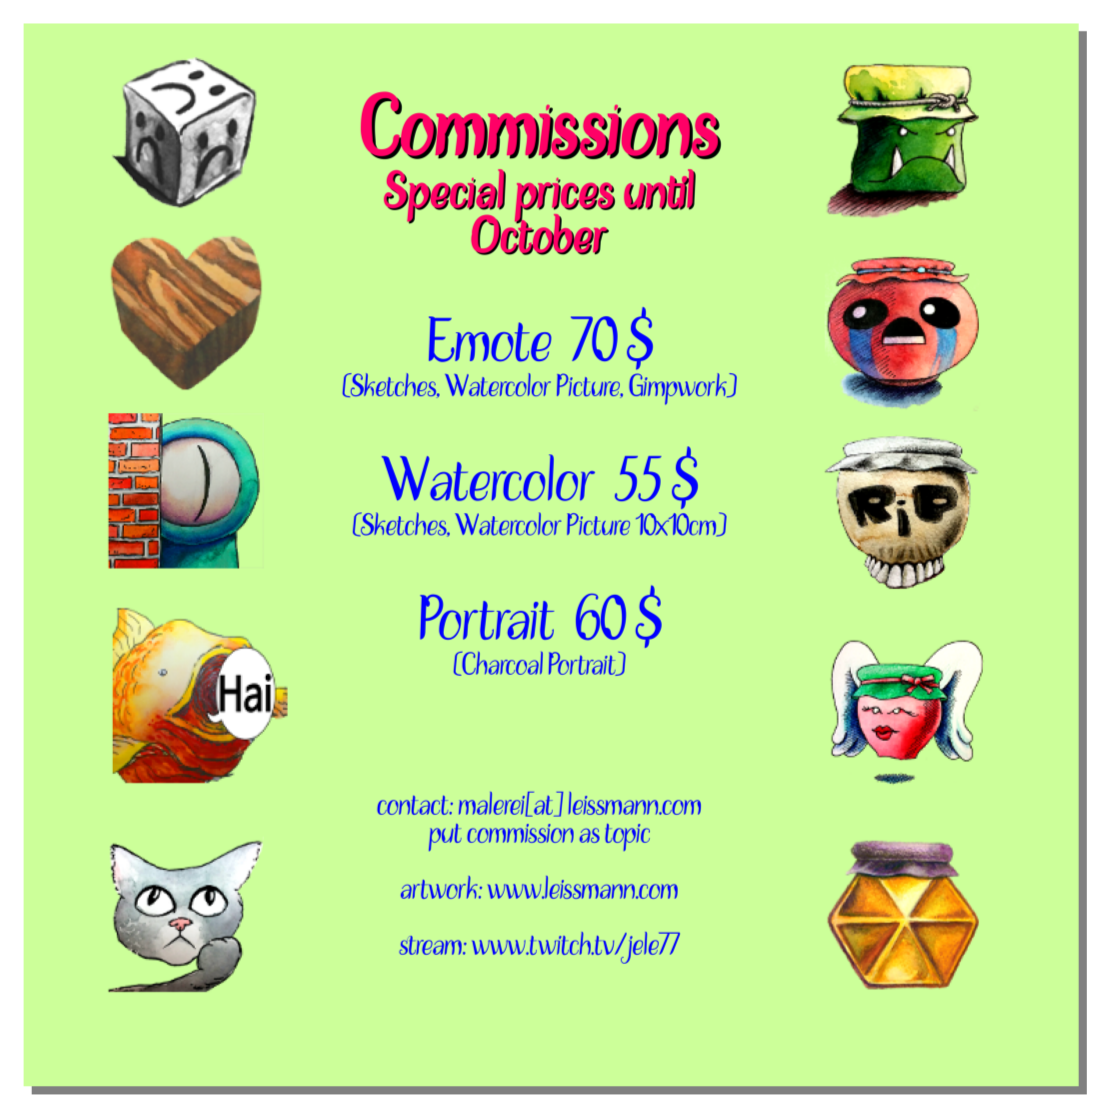 Commissions
Special prices until
October
Emote 70 $
(Sketches, Watercolor Picture, Gimpwork)
Watercolor 55 $
(Sketches, Watercolor Picture 10x10cm)
Portrait 60 $
(Charcoal Portrait)
Hai
RiP
contact: malerei[at] leissmann.com
put commission as topic
artwork: www.leissmann.com
stream: www.twitch.tv/jele77